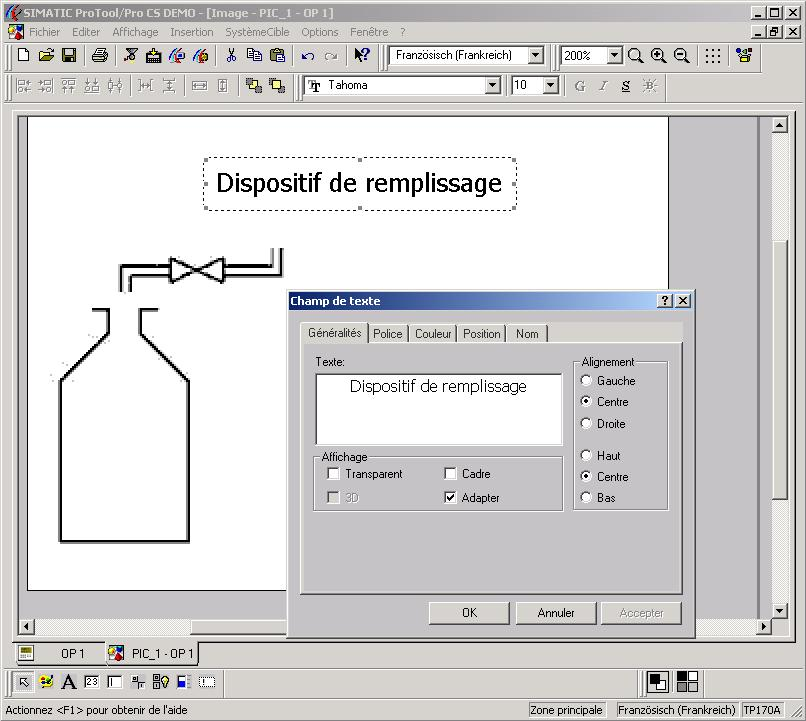 SIMATIC ProTool/Pro CS DEMO - [Image - PIC_1 - OP 1]
Fichier Editer Affichage Insertion SystèmeCible Options Fenêtre ?
Französisch (Frankreich) 200%
Tahoma 10 G I S
Dispositif de remplissage
Champ de texte
Généralités Police Couleur Position Nom
Texte:
Dispositif de remplissage
Alignement
Gauche
Centre
Droite
Haut
Centre
Bas
Affichage
Transparent Cadre
3D Adapter
OK Annuler Accepter
OP 1 PIC_1 - OP 1
A 23
Actionnez <F1> pour obtenir de l'aide Zone principale Französisch (Frankreich) TP170A